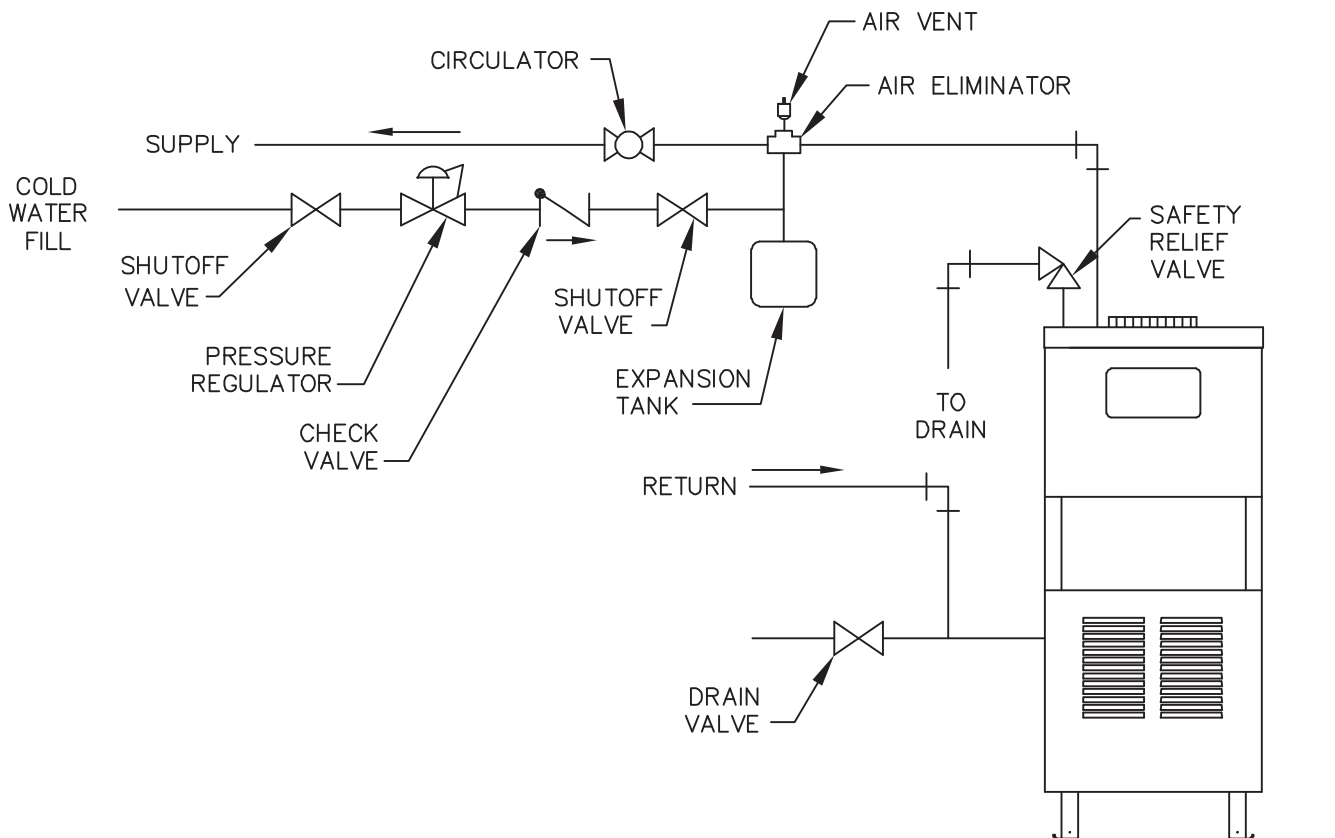 AIR VENT
CIRCULATOR
AIR ELIMINATOR
SUPPLY
COLD
WATER
FILL
SAFETY
RELIEF
VALVE
SHUTOFF
VALVE
SHUTOFF
VALVE
PRESSURE
REGULATOR
EXPANSION
TANK
TO
DRAIN
CHECK
VALVE
RETURN
DRAIN
VALVE